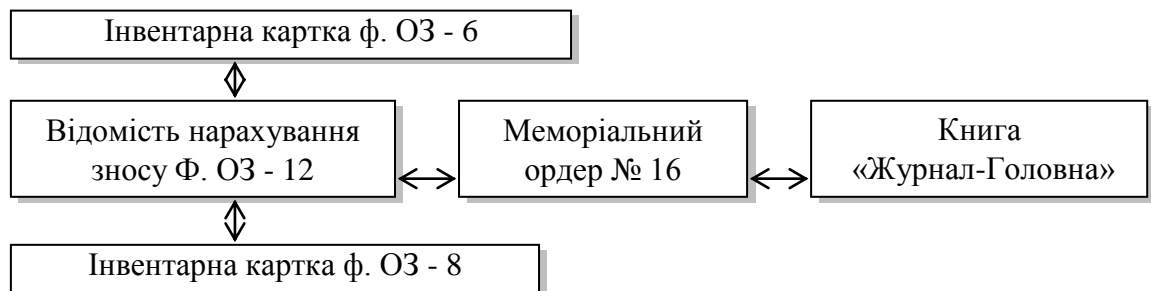 Інвентарна картка ф. ОЗ - 6
Відомість нарахування
зносу Ф. ОЗ - 12
Меморіальний
ордер № 16
Книга
«Журнал-Головна»
Інвентарна картка ф. ОЗ - 8